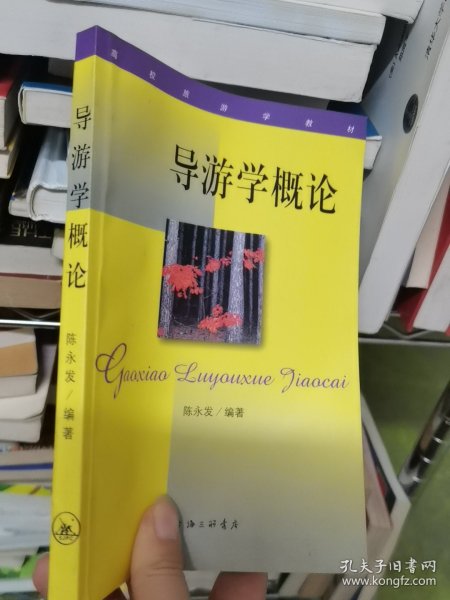 高校旅游学教材
导游学概论
Gaoxiao Luyouxue Jiaocai
陈永发/编著
上海三联书店
导游学概论
陈永发/编著
孔夫子旧书网
www.kongfz.com